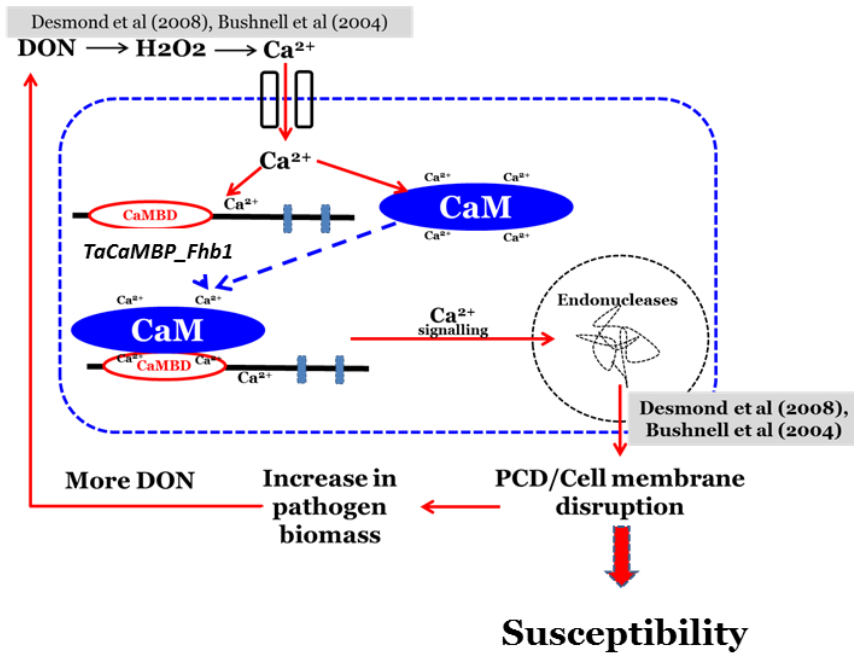 Desmond et al (2008), Bushnell et al (2004)
DON → H2O2 → Ca²⁺
Ca²⁺
Ca²⁺
CaMBD
TaCaMBP_Fhb1
Ca²⁺ Ca²⁺
CaM
Ca²⁺ Ca²⁺
Ca²⁺ Ca²⁺
CaM
Ca²⁺ CaMBD Ca²⁺
Ca²⁺
Ca²⁺
signalling
Endonucleases
Desmond et al (2008),
Bushnell et al (2004)
More DON
Increase in
pathogen
biomass
PCD/Cell membrane
disruption
Susceptibility